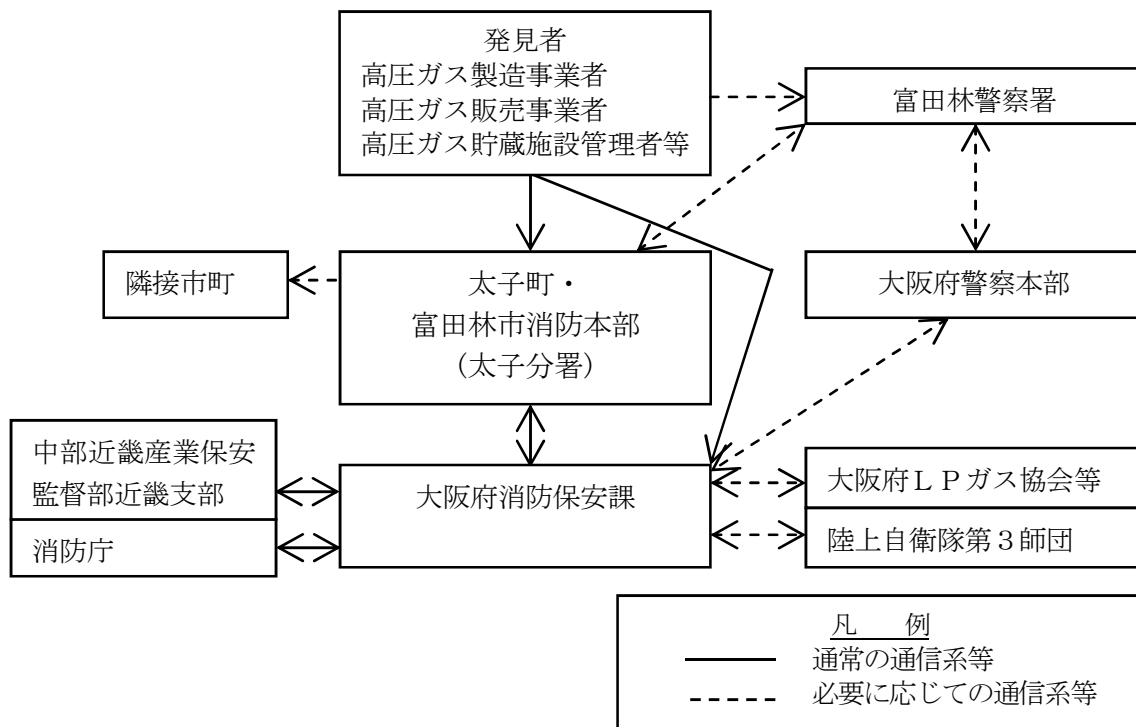 発見者
高圧ガス製造事業者
高圧ガス販売事業者
高圧ガス貯蔵施設管理者等
富田林警察署
隣接市町
太子町・
富田林市消防本部
（太子分署）
大阪府警察本部
中部近畿産業保安
監督部近畿支部
消防庁
大阪府消防保安課
大阪府ＬＰガス協会等
陸上自衛隊第３師団
凡　例
通常の通信系等
必要に応じての通信系等